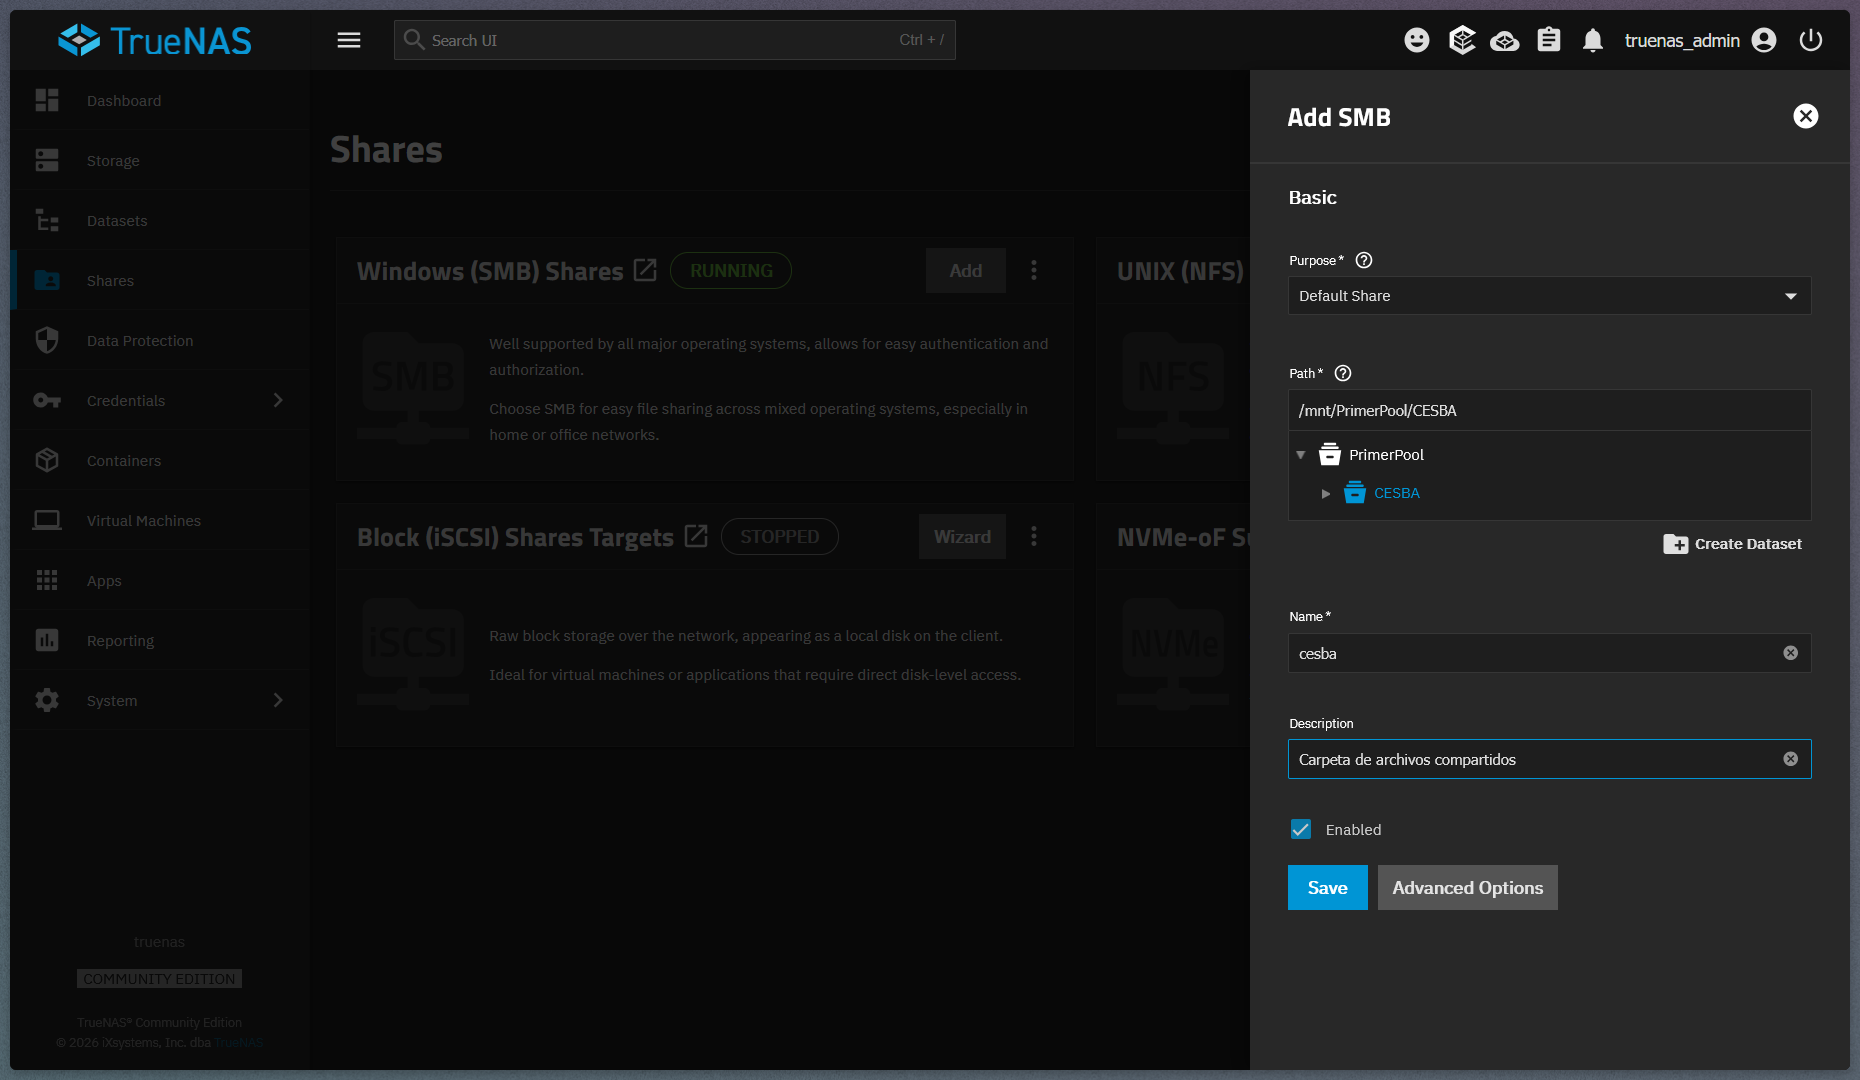 TrueNAS
Search UI
Ctrl + /
truenas_admin
Dashboard
Storage
Datasets
Shares
Data Protection
Credentials
Containers
Virtual Machines
Apps
Reporting
System
truenas
COMMUNITY EDITION
TrueNAS® Community Edition
© 2026 iXsystems, Inc. dba TrueNAS
Shares
Windows (SMB) Shares
RUNNING
Add
SMB
Well supported by all major operating systems, allows for easy authentication and
authorization.
Choose SMB for easy file sharing across mixed operating systems, especially in
home or office networks.
UNIX (NFS)
NFS
Block (iSCSI) Shares Targets
STOPPED
Wizard
iSCSI
Raw block storage over the network, appearing as a local disk on the client.
Ideal for virtual machines or applications that require direct disk-level access.
NVMe-oF
NVMe
Add SMB
Basic
Purpose *
Default Share
Path *
/mnt/PrimerPool/CESBA
PrimerPool
CESBA
Create Dataset
Name *
cesba
Description
Carpeta de archivos compartidos
Enabled
Save
Advanced Options